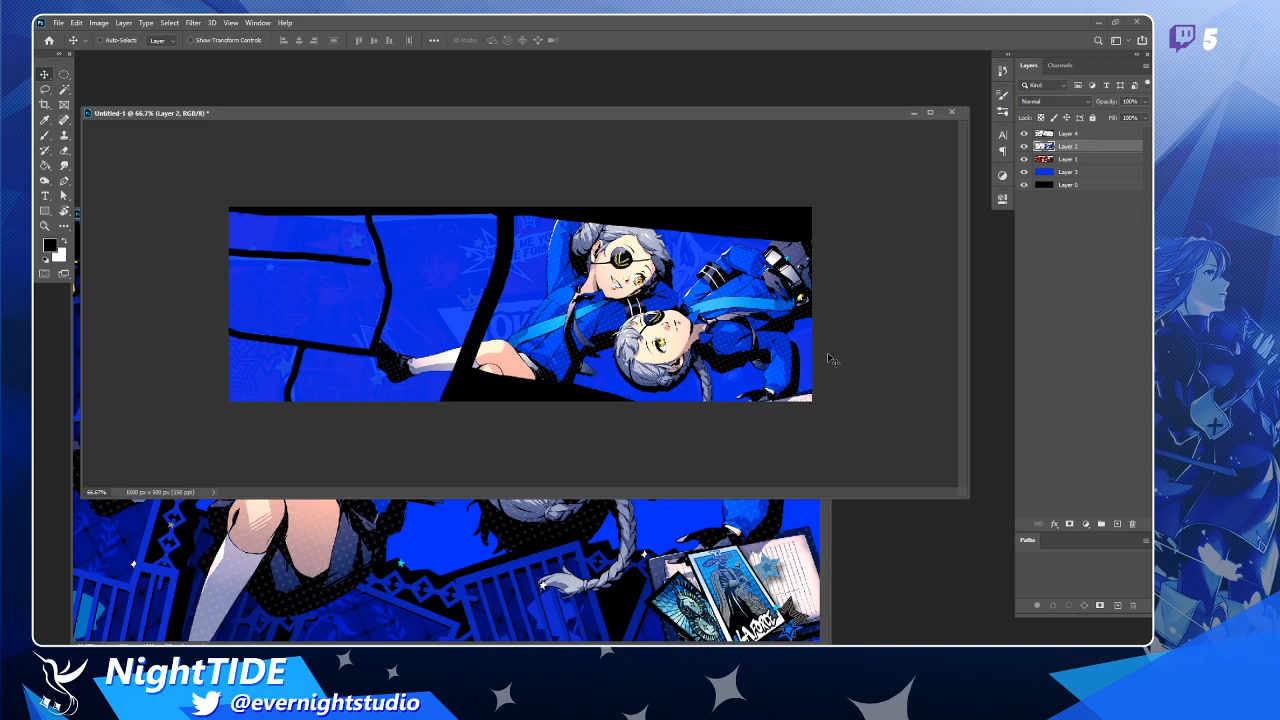 File Edit Image Layer Type Select Filter 3D View Window Help
5
Auto-Select: Layer Show Transform Controls 3D Mode:
Layers Channels
Kind
Normal Opacity: 100%
Lock: Fill: 100%
Untitled-1 @ 66.7% (Layer 2, RGB/8) *
Layer 4
Layer 2
Layer 1
Layer 3
Layer 0
66.67% 1500 px x 500 px (150 ppi)
Paths
NightTIDE
@evernightstudio